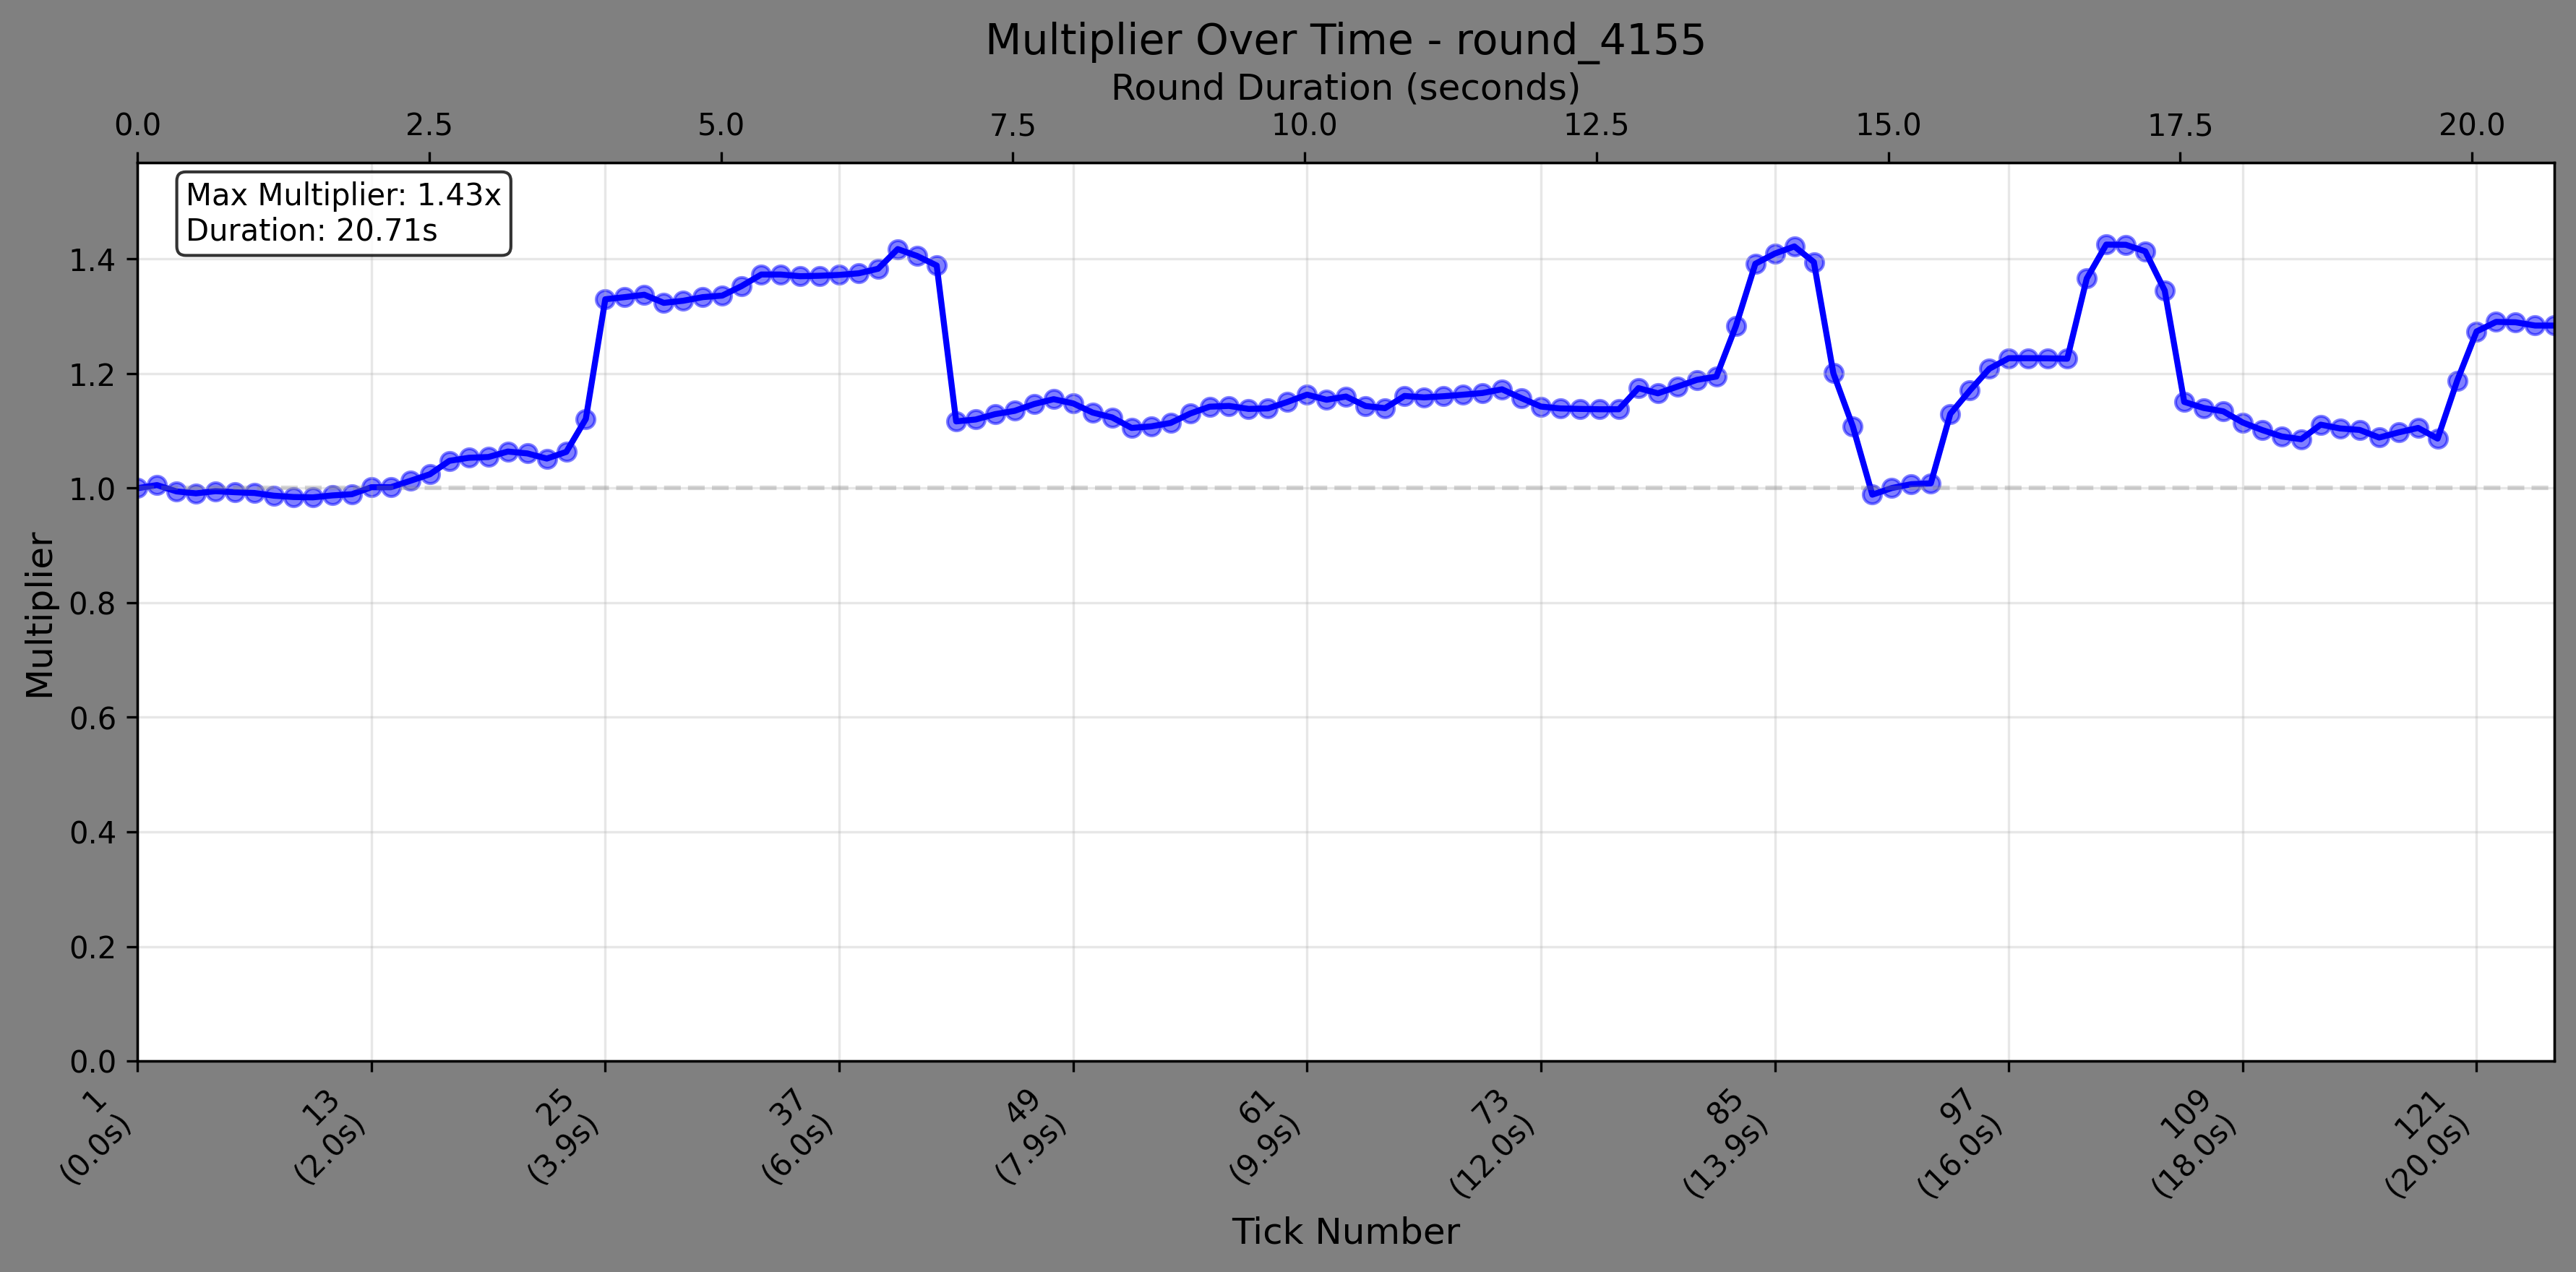 Multiplier Over Time - round_4155
Round Duration (seconds)
0.0 2.5 5.0 7.5 10.0 12.5 15.0 17.5 20.0
Max Multiplier: 1.43x
Duration: 20.71s
Multiplier
1.4
1.2
1.0
0.8
0.6
0.4
0.2
0.0
1
(0.0s)
13
(2.0s)
25
(3.9s)
37
(6.0s)
49
(7.9s)
61
(9.9s)
73
(12.0s)
85
(13.9s)
97
(16.0s)
109
(18.0s)
121
(20.0s)
Tick Number